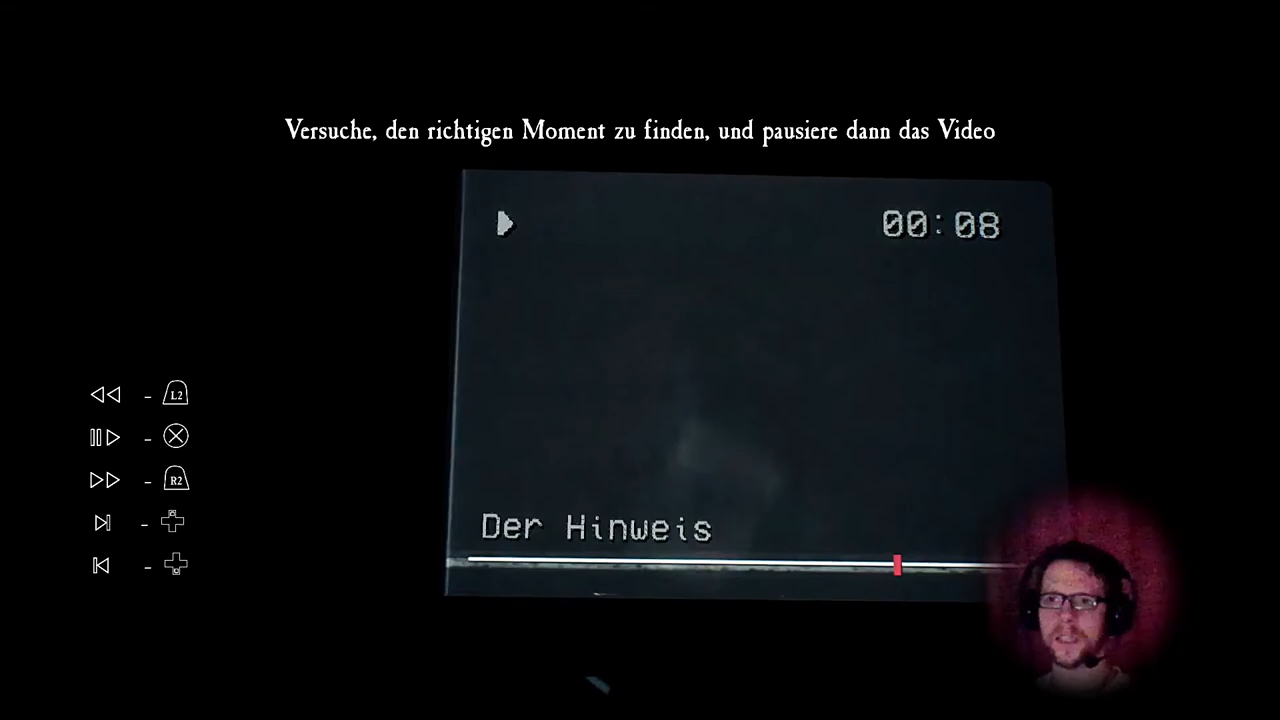 Versuche, den richtigen Moment zu finden, und pausiere dann das Video
00:08
- L2
-
- R2
-
-
Der Hinweis